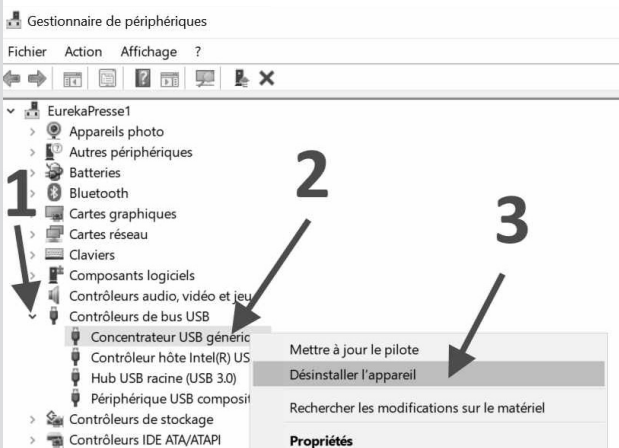 Gestionnaire de périphériques
Fichier Action Affichage ?
EurekaPresse1
Appareils photo
Autres périphériques
Batteries
Bluetooth
Cartes graphiques
Cartes réseau
Claviers
Composants logiciels
Contrôleurs audio, vidéo et jeu
Contrôleurs de bus USB
Concentrateur USB généric
Contrôleur hôte Intel(R) US
Hub USB racine (USB 3.0)
Périphérique USB composit
Contrôleurs de stockage
Contrôleurs IDE ATA/ATAPI
Mettre à jour le pilote
Désinstaller l'appareil
Rechercher les modifications sur le matériel
Propriétés
1
2
3